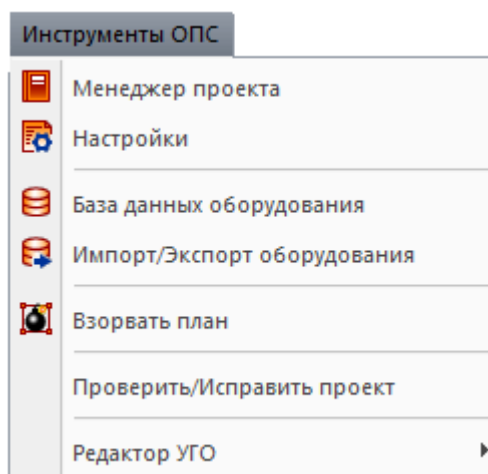 Инструменты ОПС
Менеджер проекта
Настройки
База данных оборудования
Импорт/Экспорт оборудования
Взорвать план
Проверить/Исправить проект
Редактор УГО